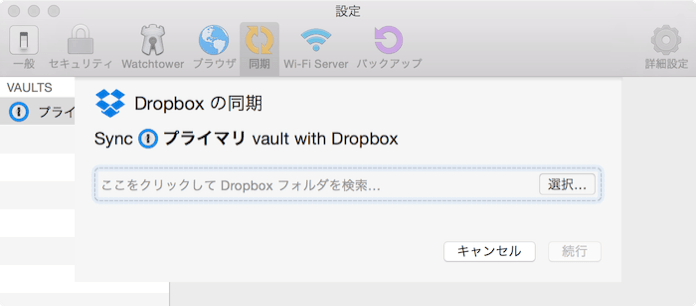 設定
一般 セキュリティ Watchtower ブラウザ 同期 Wi-Fi Server バックアップ 詳細設定
VAULTS
プライ
Dropbox の同期
Sync プライマリ vault with Dropbox
ここをクリックして Dropbox フォルダを検索... 選択...
キャンセル 続行